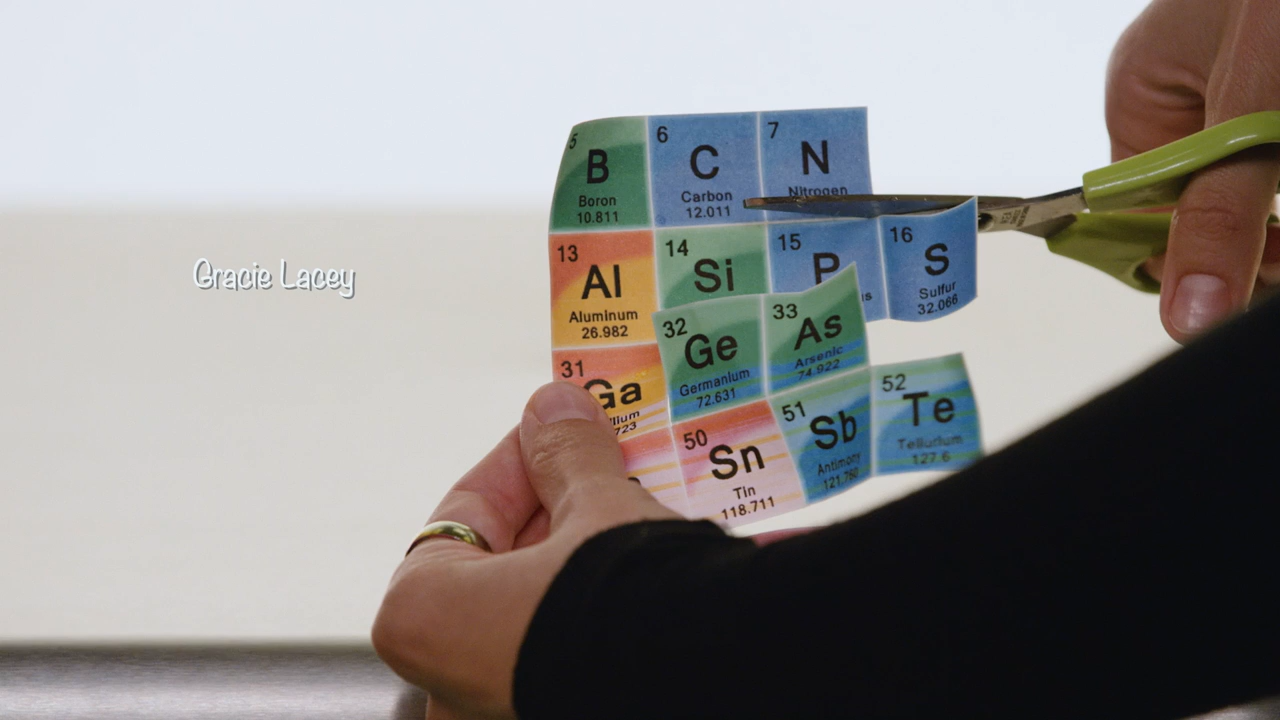 Gracie Lacey
5
B
Boron
10.811
6
C
Carbon
12.011
7
N
Nitrogen
13
Al
Aluminum
26.982
14
Si
15
P
16
S
Sulfur
32.066
31
Ga
32
Ge
Germanium
72.631
33
As
Arsenic
74.922
50
Sn
Tin
118.711
51
Sb
Antimony
121.760
52
Te
Tellurium
127.6